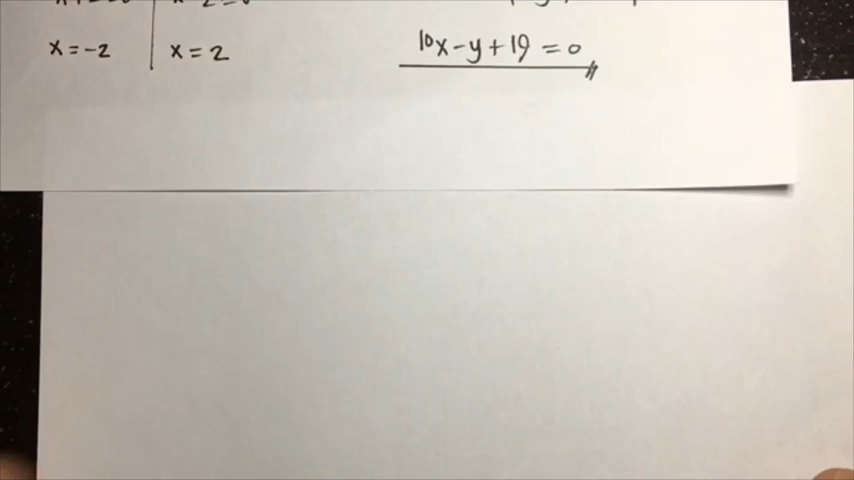 x = -2
x = 2
10x - y + 19 = 0